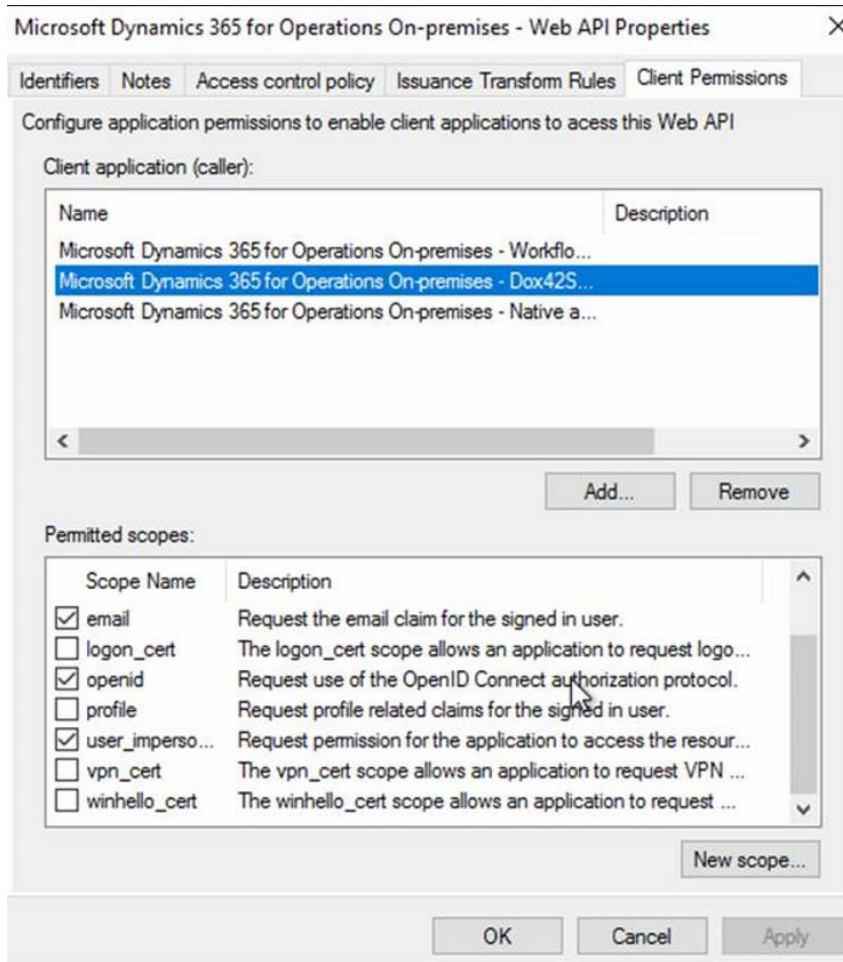 Microsoft Dynamics 365 for Operations On-premises - Web API Properties
Identifiers Notes Access control policy Issuance Transform Rules Client Permissions
Configure application permissions to enable client applications to acess this Web API
Client application (caller):
Name Description
Microsoft Dynamics 365 for Operations On-premises - Workflo...
Microsoft Dynamics 365 for Operations On-premises - Dox42S...
Microsoft Dynamics 365 for Operations On-premises - Native a...
Add... Remove
Permitted scopes:
Scope Name Description
email Request the email claim for the signed in user.
logon_cert The logon_cert scope allows an application to request logo...
openid Request use of the OpenID Connect authorization protocol.
profile Request profile related claims for the signed in user.
user_imperso... Request permission for the application to access the resour...
vpn_cert The vpn_cert scope allows an application to request VPN ...
winhello_cert The winhello_cert scope allows an application to request ...
New scope...
OK Cancel Apply